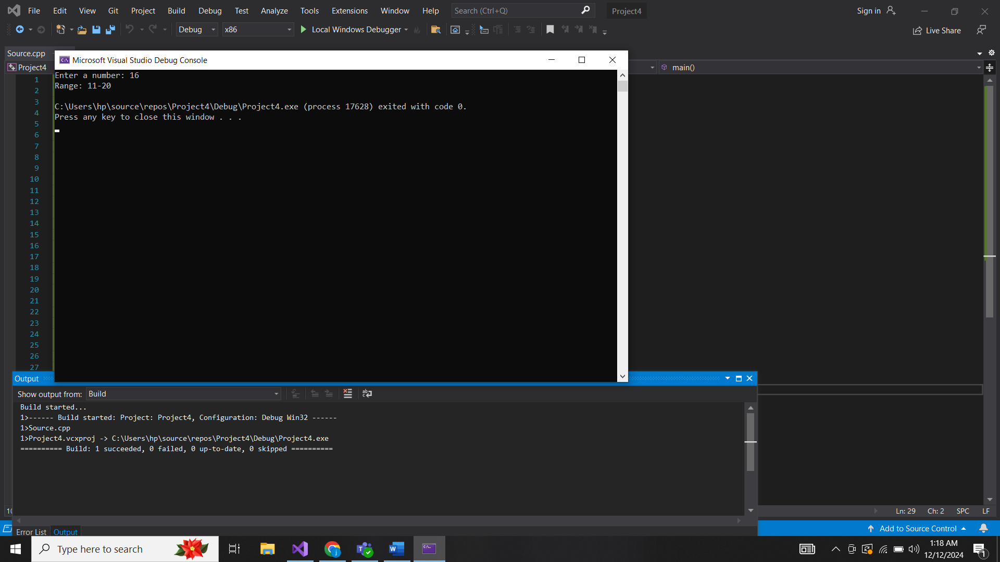 File Edit View Git Project Build Debug Test Analyze Tools Extensions Window Help Search (Ctrl+Q) Project4 Sign in
Debug x86 Local Windows Debugger Live Share
Source.cpp
Microsoft Visual Studio Debug Console
Project4 main()
Enter a number: 16
Range: 11-20
C:\Users\hp\source\repos\Project4\Debug\Project4.exe (process 17628) exited with code 0.
Press any key to close this window . . .
1
2
3
4
5
6
7
8
9
10
11
12
13
14
15
16
17
18
19
20
21
22
23
24
25
26
27
Output
Show output from: Build
Build started...
1>------ Build started: Project: Project4, Configuration: Debug Win32 ------
1>Source.cpp
1>Project4.vcxproj -> C:\Users\hp\source\repos\Project4\Debug\Project4.exe
========== Build: 1 succeeded, 0 failed, 0 up-to-date, 0 skipped ==========
Ln: 29 Ch: 2 SPC LF
Error List Output
Add to Source Control
Type here to search
1:18 AM
12/12/2024
1